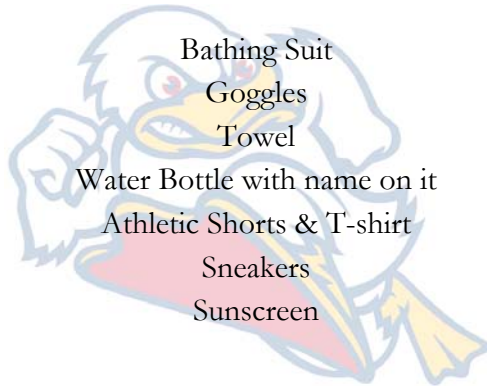 Bathing Suit
Goggles
Towel
Water Bottle with name on it
Athletic Shorts & T-shirt
Sneakers
Sunscreen